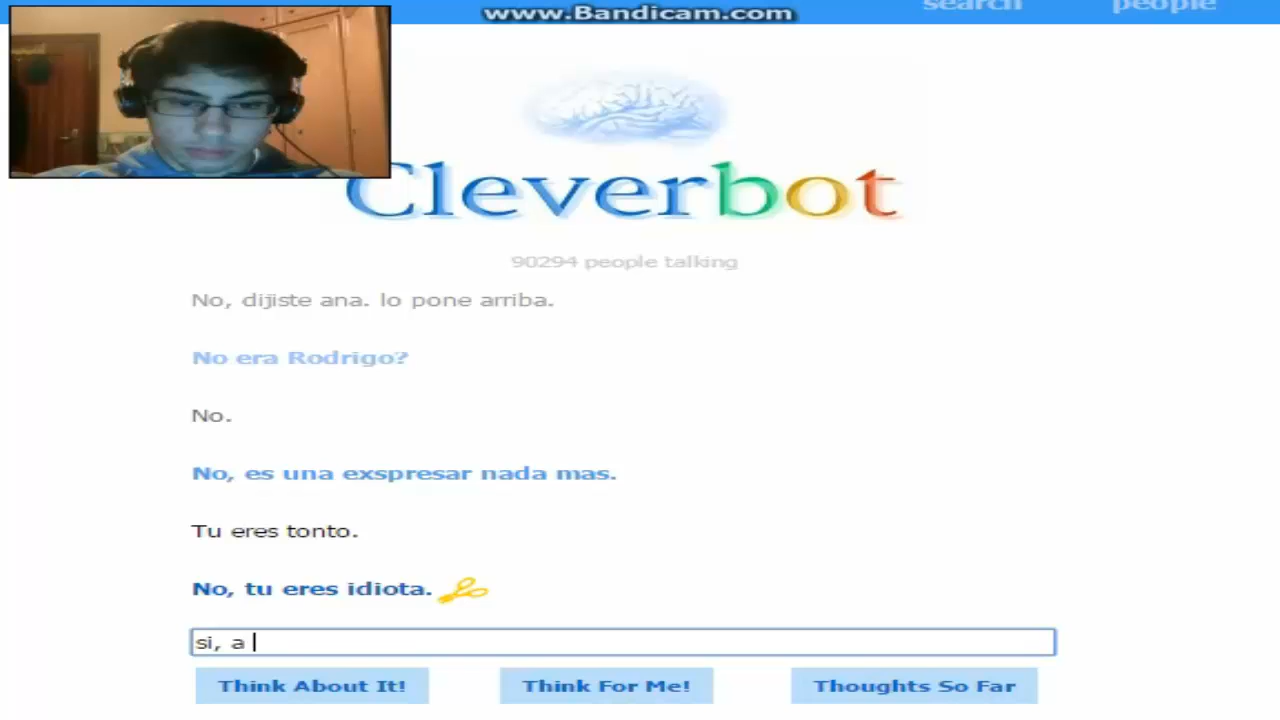 www.Bandicam.com
search people
Cleverbot
90294 people talking
No, dijiste ana. lo pone arriba.
No era Rodrigo?
No.
No, es una exspresar nada mas.
Tu eres tonto.
No, tu eres idiota.
si, a
Think About It! Think For Me! Thoughts So Far